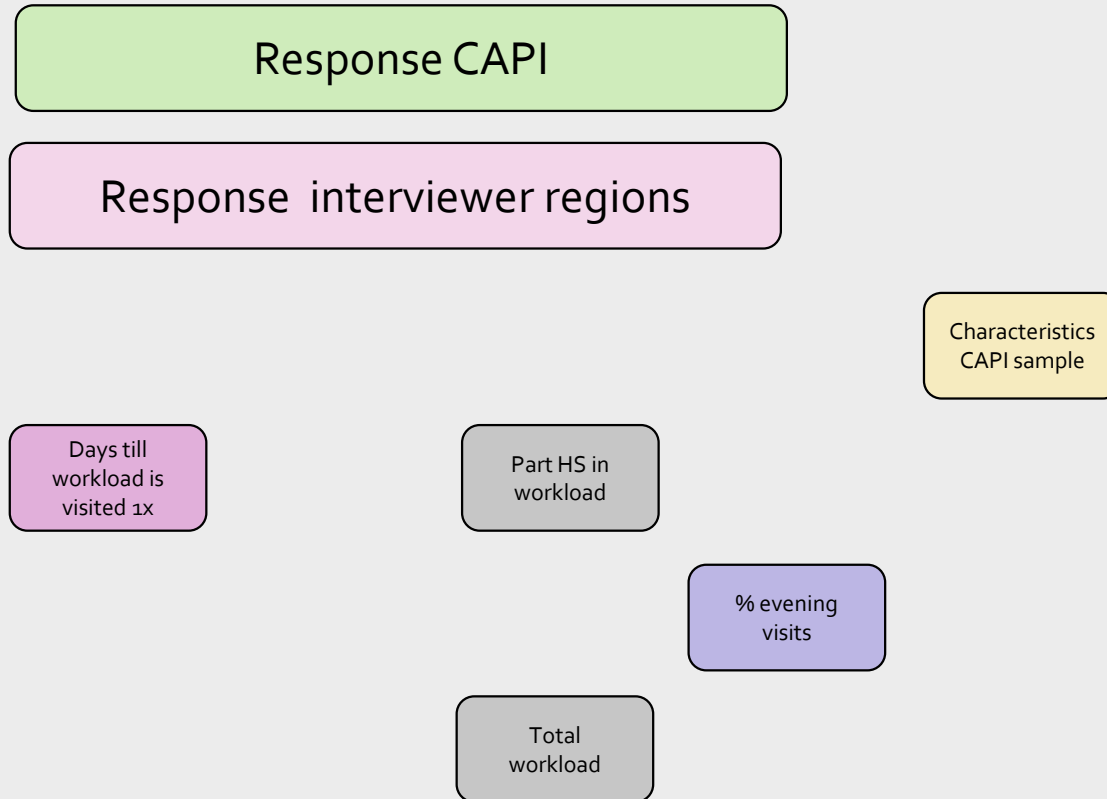 Response CAPI
Response interviewer regions
Characteristics
CAPI sample
Days till
workload is
visited 1x
Part HS in
workload
% evening
visits
Total
workload